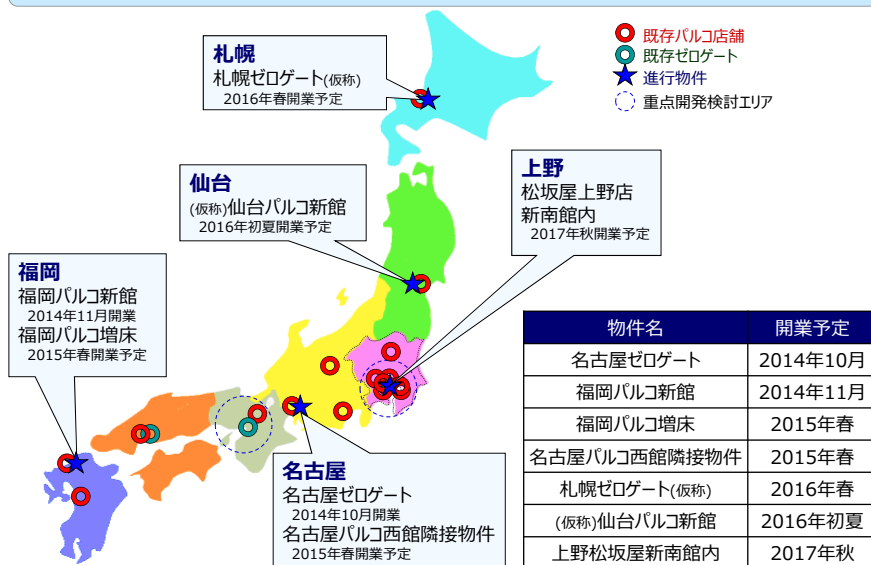 既存パルコ店舗
既存ゼロゲート
進行物件
重点開発検討エリア
札幌
札幌ゼロゲート(仮称)
2016年春開業予定
仙台
(仮称)仙台パルコ新館
2016年初夏開業予定
上野
松坂屋上野店
新南館内
2017年秋開業予定
福岡
福岡パルコ新館
2014年11月開業
福岡パルコ増床
2015年春開業予定
名古屋
名古屋ゼロゲート
2014年10月開業
名古屋パルコ西館隣接物件
2015年春開業予定
物件名 開業予定
名古屋ゼロゲート 2014年10月
福岡パルコ新館 2014年11月
福岡パルコ増床 2015年春
名古屋パルコ西館隣接物件 2015年春
札幌ゼロゲート(仮称) 2016年春
(仮称)仙台パルコ新館 2016年初夏
上野松坂屋新南館内 2017年秋